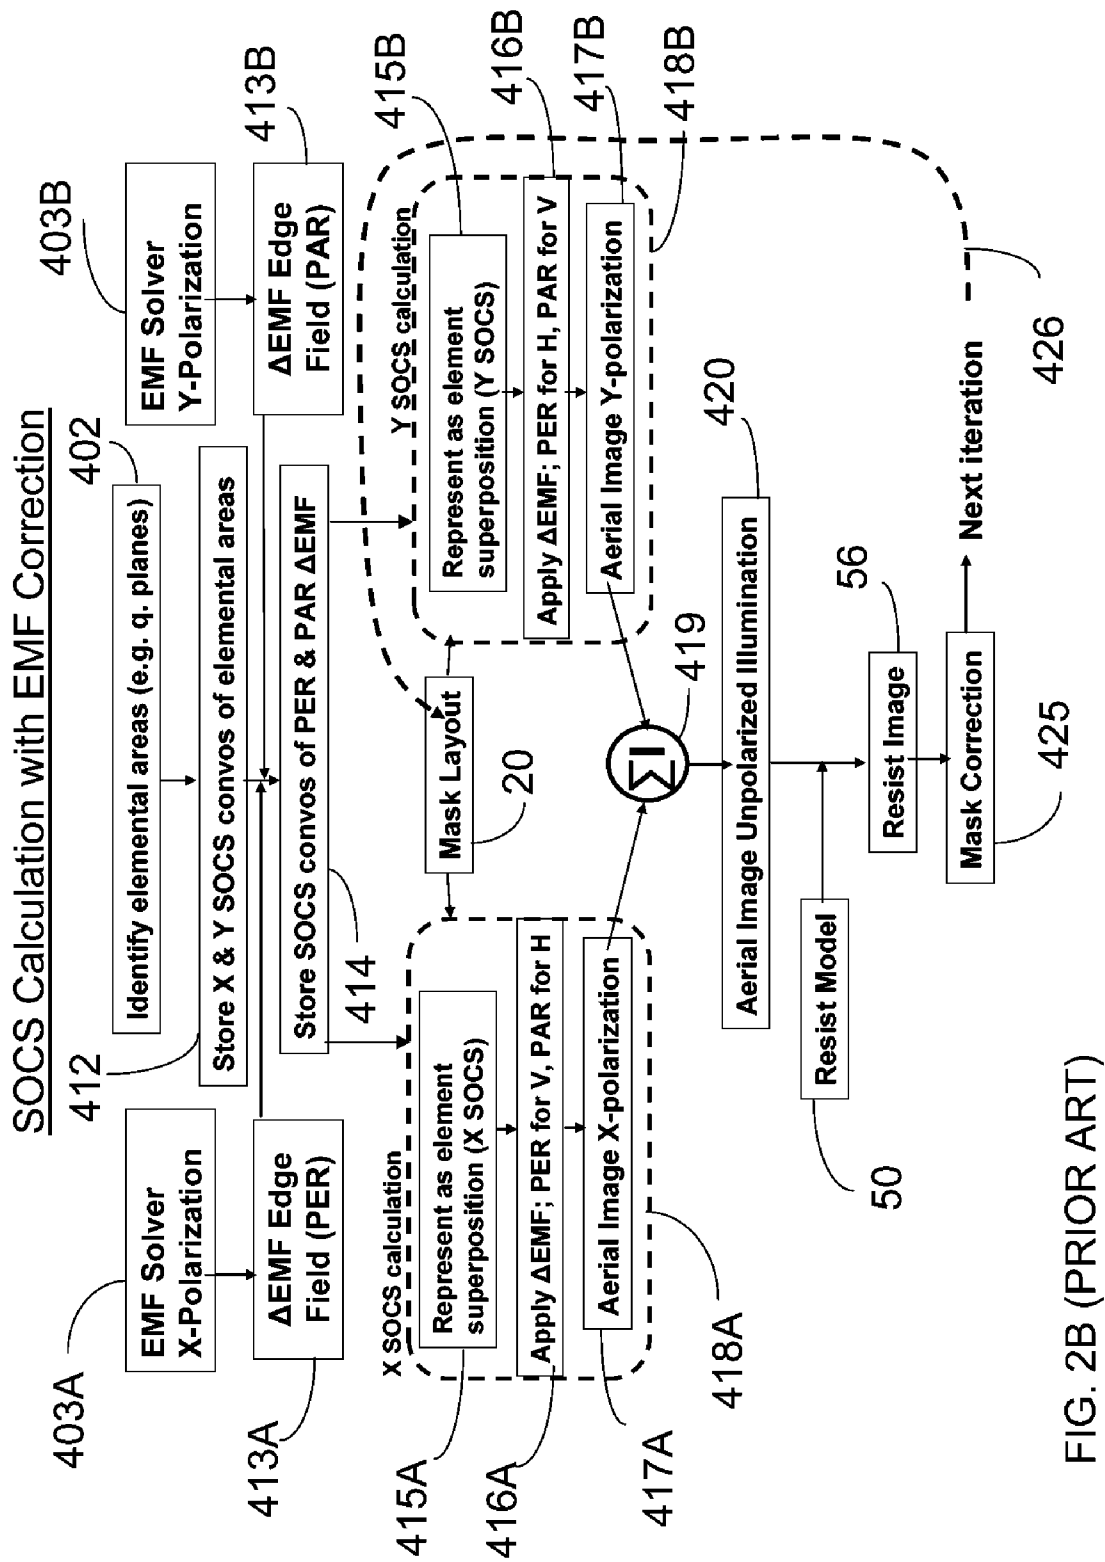 SOCS Calculation with EMF Correction
403A
412
402
403B
EMF Solver
X-Polarization
Identify elemental areas (e.g. q. planes)
EMF Solver
Y-Polarization
Store X & Y SOCS convos of elemental areas
413A
ΔEMF Edge
Field (PER)
ΔEMF Edge
Field (PAR)
413B
Store SOCS convos of PER & PAR ΔEMF
414
X SOCS calculation
Y SOCS calculation
415A
Represent as element
superposition (X SOCS)
Mask Layout
20
Represent as element
superposition (Y SOCS)
415B
416A
Apply ΔEMF; PER for V, PAR for H
Apply ΔEMF; PER for H, PAR for V
416B
417A
Aerial Image X-polarization
Aerial Image Y-polarization
417B
418A
Σ I
419
418B
Aerial Image Unpolarized Illumination
420
50
Resist Model
Resist Image
56
Mask Correction
425
Next iteration
426
FIG. 2B (PRIOR ART)